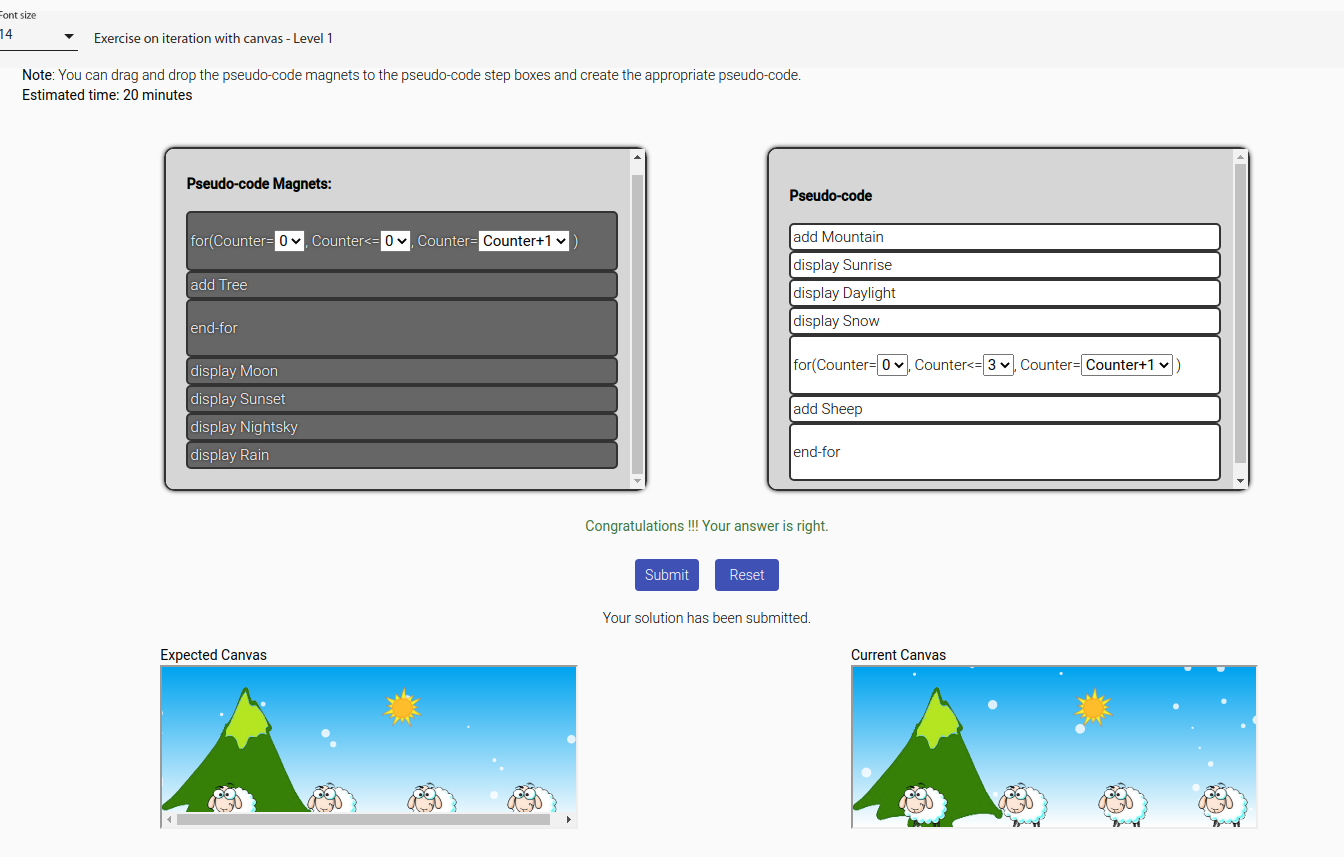 Font size
14
Exercise on iteration with canvas - Level 1
Note: You can drag and drop the pseudo-code magnets to the pseudo-code step boxes and create the appropriate pseudo-code.
Estimated time: 20 minutes
Pseudo-code Magnets:
for(Counter= 0 , Counter<= 0 , Counter= Counter+1 )
add Tree
end-for
display Moon
display Sunset
display Nightsky
display Rain
Pseudo-code
add Mountain
display Sunrise
display Daylight
display Snow
for(Counter= 0 , Counter<= 3 , Counter= Counter+1 )
add Sheep
end-for
Congratulations !!! Your answer is right.
Submit
Reset
Your solution has been submitted.
Expected Canvas
Current Canvas